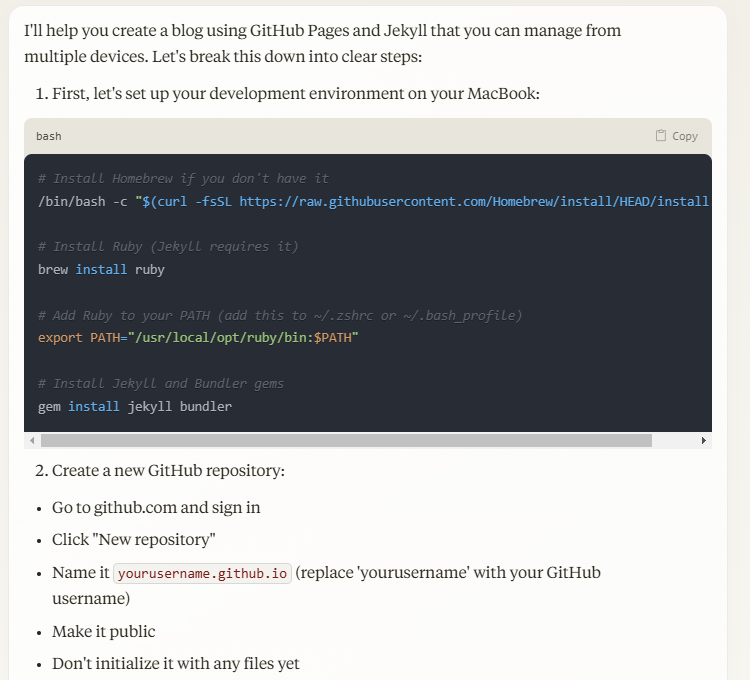 I'll help you create a blog using GitHub Pages and Jekyll that you can manage from
multiple devices. Let's break this down into clear steps:
1. First, let's set up your development environment on your MacBook:
bash
Copy
# Install Homebrew if you don't have it
/bin/bash -c "$(curl -fsSL https://raw.githubusercontent.com/Homebrew/install/HEAD/install
# Install Ruby (Jekyll requires it)
brew install ruby
# Add Ruby to your PATH (add this to ~/.zshrc or ~/.bash_profile)
export PATH="/usr/local/opt/ruby/bin:$PATH"
# Install Jekyll and Bundler gems
gem install jekyll bundler
2. Create a new GitHub repository:
• Go to github.com and sign in
• Click "New repository"
• Name it yourusername.github.io (replace 'yourusername' with your GitHub
username)
• Make it public
• Don't initialize it with any files yet